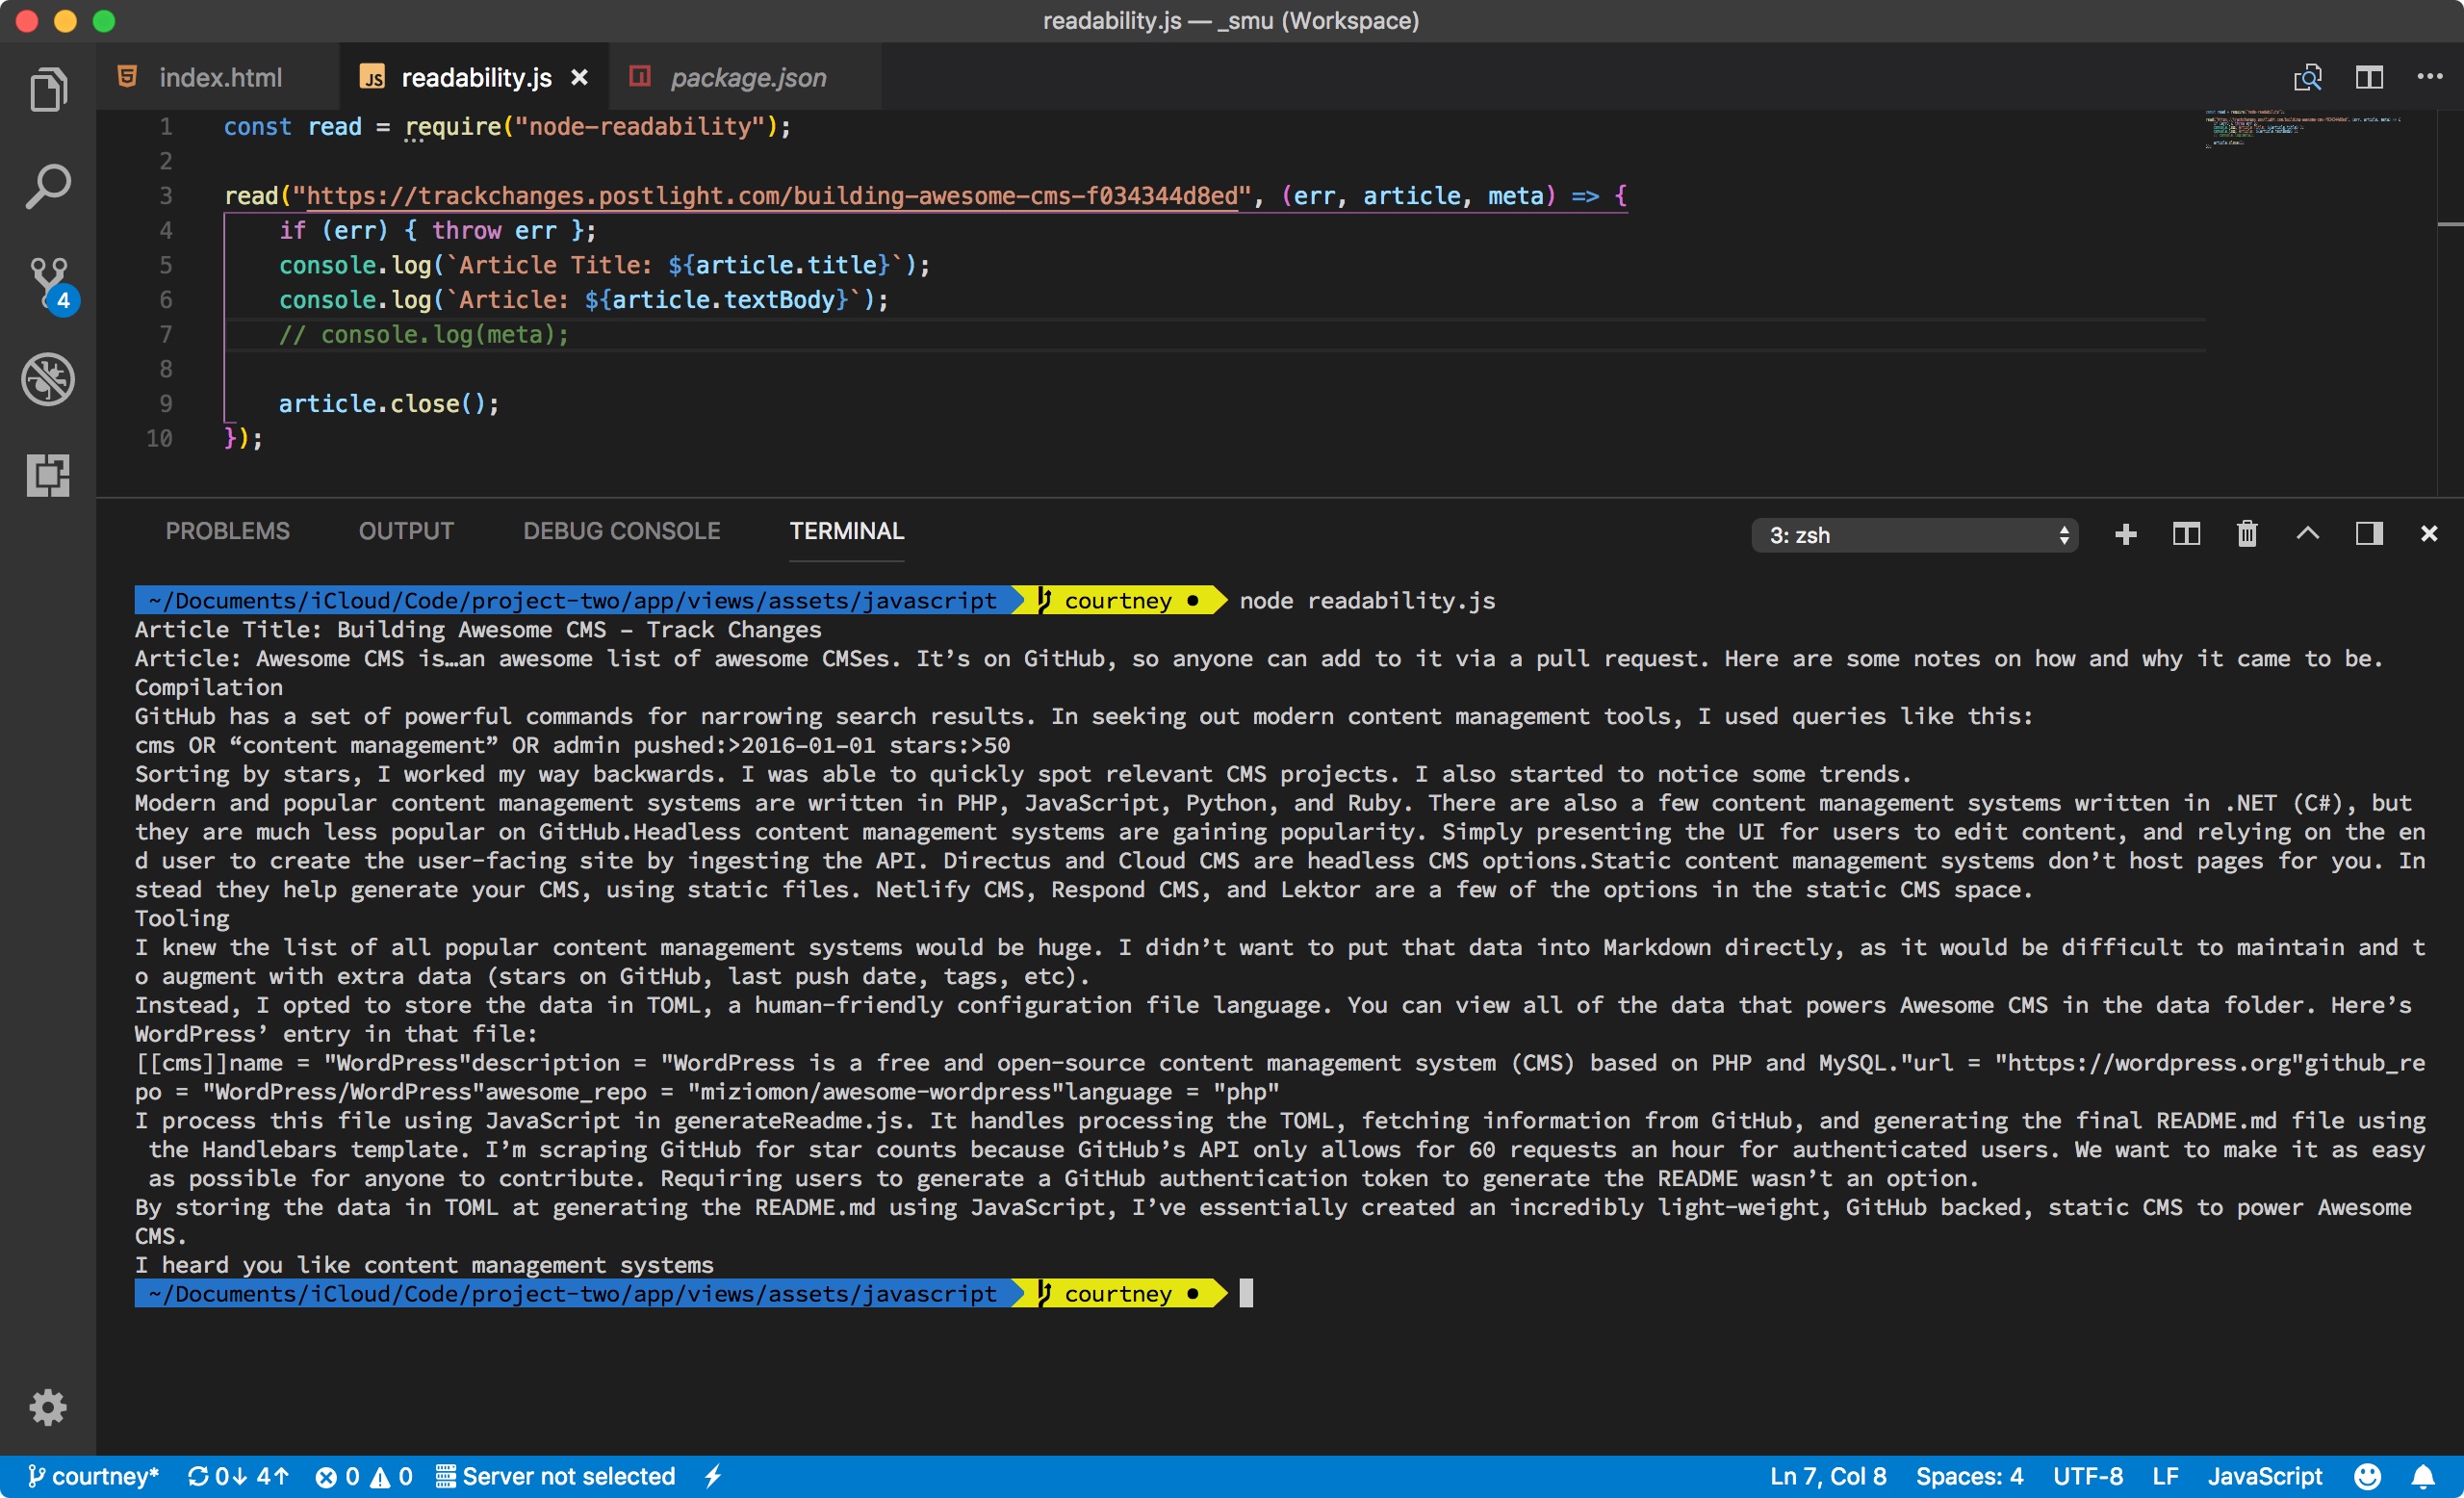 readability.js — _smu (Workspace)
index.html
readability.js
package.json
1 const read = require("node-readability");
2
3 read("https://trackchanges.postlight.com/building-awesome-cms-f034344d8ed", (err, article, meta) => {
4 if (err) { throw err };
5 console.log(`Article Title: ${article.title}`);
6 console.log(`Article: ${article.textBody}`);
7 // console.log(meta);
8
9 article.close();
10 });
4
PROBLEMS OUTPUT DEBUG CONSOLE TERMINAL 3: zsh
~/Documents/iCloud/Code/project-two/app/views/assets/javascript courtney ● node readability.js
Article Title: Building Awesome CMS – Track Changes
Article: Awesome CMS is…an awesome list of awesome CMSes. It’s on GitHub, so anyone can add to it via a pull request. Here are some notes on how and why it came to be.
Compilation
GitHub has a set of powerful commands for narrowing search results. In seeking out modern content management tools, I used queries like this:
cms OR “content management” OR admin pushed:>2016-01-01 stars:>50
Sorting by stars, I worked my way backwards. I was able to quickly spot relevant CMS projects. I also started to notice some trends.
Modern and popular content management systems are written in PHP, JavaScript, Python, and Ruby. There are also a few content management systems written in .NET (C#), but
they are much less popular on GitHub.Headless content management systems are gaining popularity. Simply presenting the UI for users to edit content, and relying on the en
d user to create the user-facing site by ingesting the API. Directus and Cloud CMS are headless CMS options.Static content management systems don’t host pages for you. In
stead they help generate your CMS, using static files. Netlify CMS, Respond CMS, and Lektor are a few of the options in the static CMS space.
Tooling
I knew the list of all popular content management systems would be huge. I didn’t want to put that data into Markdown directly, as it would be difficult to maintain and t
o augment with extra data (stars on GitHub, last push date, tags, etc).
Instead, I opted to store the data in TOML, a human-friendly configuration file language. You can view all of the data that powers Awesome CMS in the data folder. Here’s
WordPress’ entry in that file:
[[cms]]name = "WordPress"description = "WordPress is a free and open-source content management system (CMS) based on PHP and MySQL."url = "https://wordpress.org"github_re
po = "WordPress/WordPress"awesome_repo = "miziomon/awesome-wordpress"language = "php"
I process this file using JavaScript in generateReadme.js. It handles processing the TOML, fetching information from GitHub, and generating the final README.md file using
the Handlebars template. I’m scraping GitHub for star counts because GitHub’s API only allows for 60 requests an hour for authenticated users. We want to make it as easy
as possible for anyone to contribute. Requiring users to generate a GitHub authentication token to generate the README wasn’t an option.
By storing the data in TOML at generating the README.md using JavaScript, I’ve essentially created an incredibly light-weight, GitHub backed, static CMS to power Awesome
CMS.
I heard you like content management systems
~/Documents/iCloud/Code/project-two/app/views/assets/javascript courtney ●
courtney* 0↓ 4↑ 0 0 Server not selected Ln 7, Col 8 Spaces: 4 UTF-8 LF JavaScript